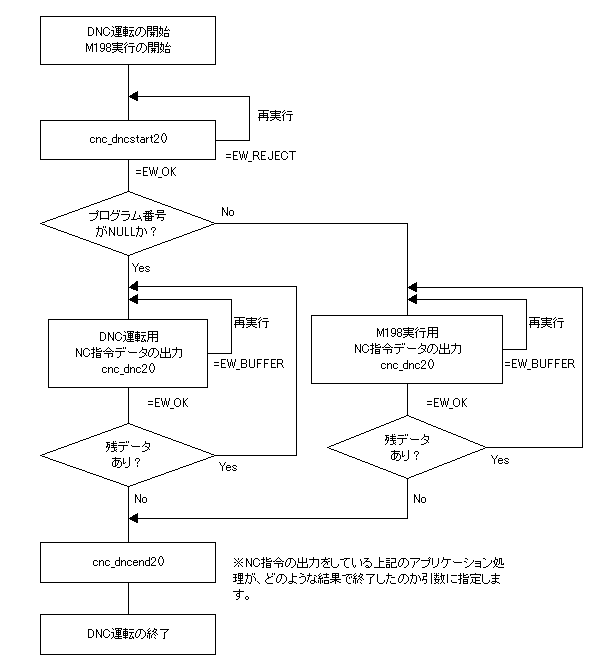 DNC運転の開始
M198実行の開始
再実行
cnc_dncstart2()
=EW_REJECT
=EW_OK
プログラム番号
がNULLか？
No
Yes
再実行
DNC運転用
NC指令データの出力
cnc_dnc2()
=EW_BUFFER
再実行
M198実行用
NC指令データの出力
cnc_dnc2()
=EW_BUFFER
=EW_OK
=EW_OK
残データ
あり？
Yes
残データ
あり？
Yes
No
No
cnc_dncend2()
※NC指令の出力をしている上記のアプリケーション処
理が、どのような結果で終了したのか引数に指定しま
す。
DNC運転の終了